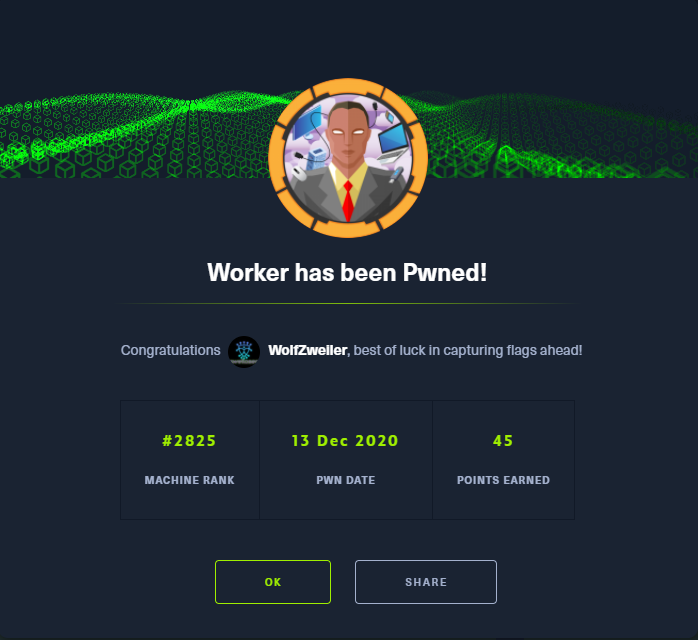 Worker has been Pwned!
Congratulations WolfZweller, best of luck in capturing flags ahead!
#2825 13 Dec 2020 45
MACHINE RANK PWN DATE POINTS EARNED
OK SHARE